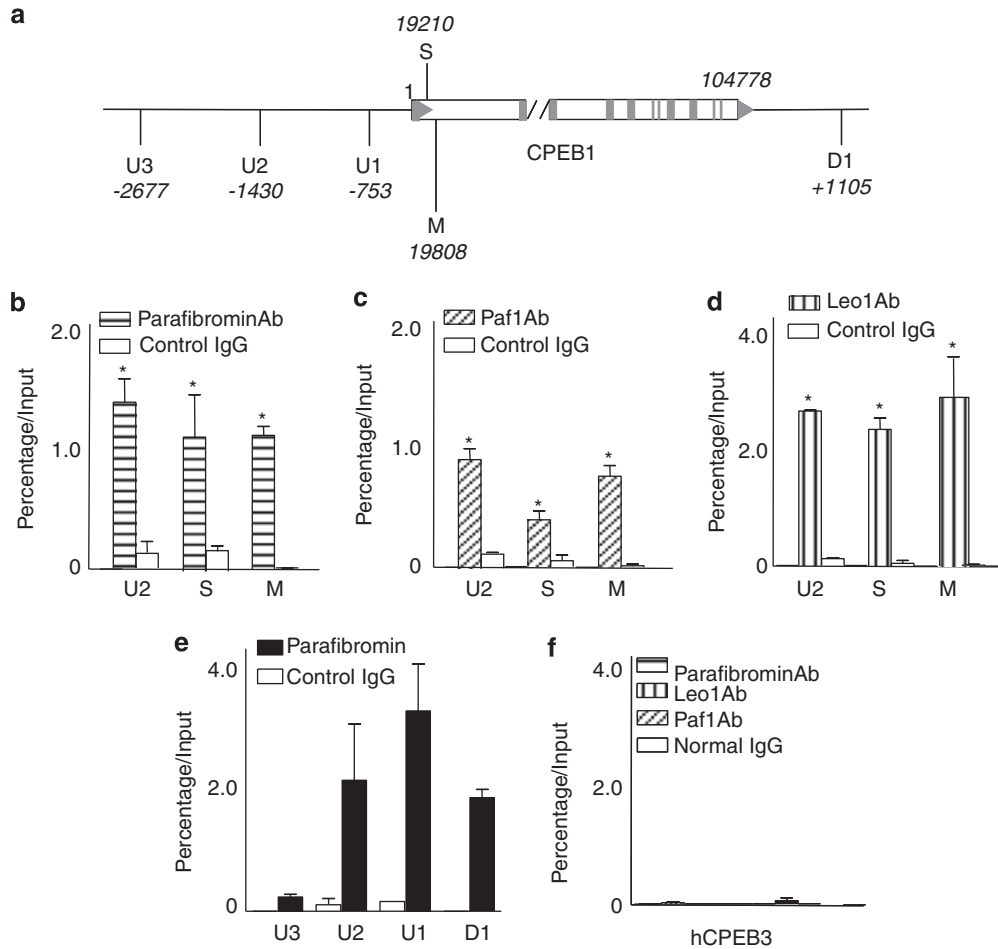 a
19210
S
1
104778
U3
-2677
U2
-1430
U1
-753
CPEB1
D1
+1105
M
19808
b
ParafibrominAb
Control IgG
Percentage/Input
2.0
1.0
0
*
*
*
U2 S M
c
Paf1Ab
Control IgG
Percentage/Input
2.0
1.0
0
*
*
*
U2 S M
d
Leo1Ab
Control IgG
Percentage/Input
4.0
2.0
0
*
*
*
U2 S M
e
Parafibromin
Control IgG
Percentage/Input
4.0
2.0
0
U3 U2 U1 D1
f
ParafibrominAb
Leo1Ab
Paf1Ab
Normal IgG
Percentage/Input
4.0
2.0
0
hCPEB3